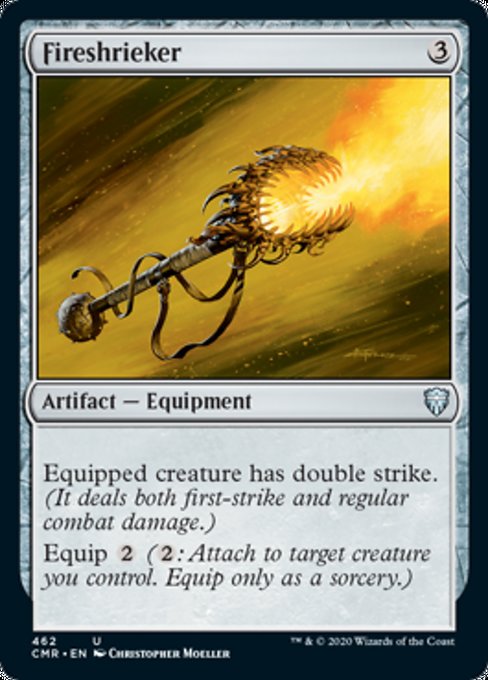 Fireshrieker 3
Artifact — Equipment
Equipped creature has double strike.
(It deals both first-strike and regular
combat damage.)
Equip 2 (2: Attach to target creature
you control. Equip only as a sorcery.)
462 U
™ & © 2020 Wizards of the Coast
CMR • EN Christopher Moeller